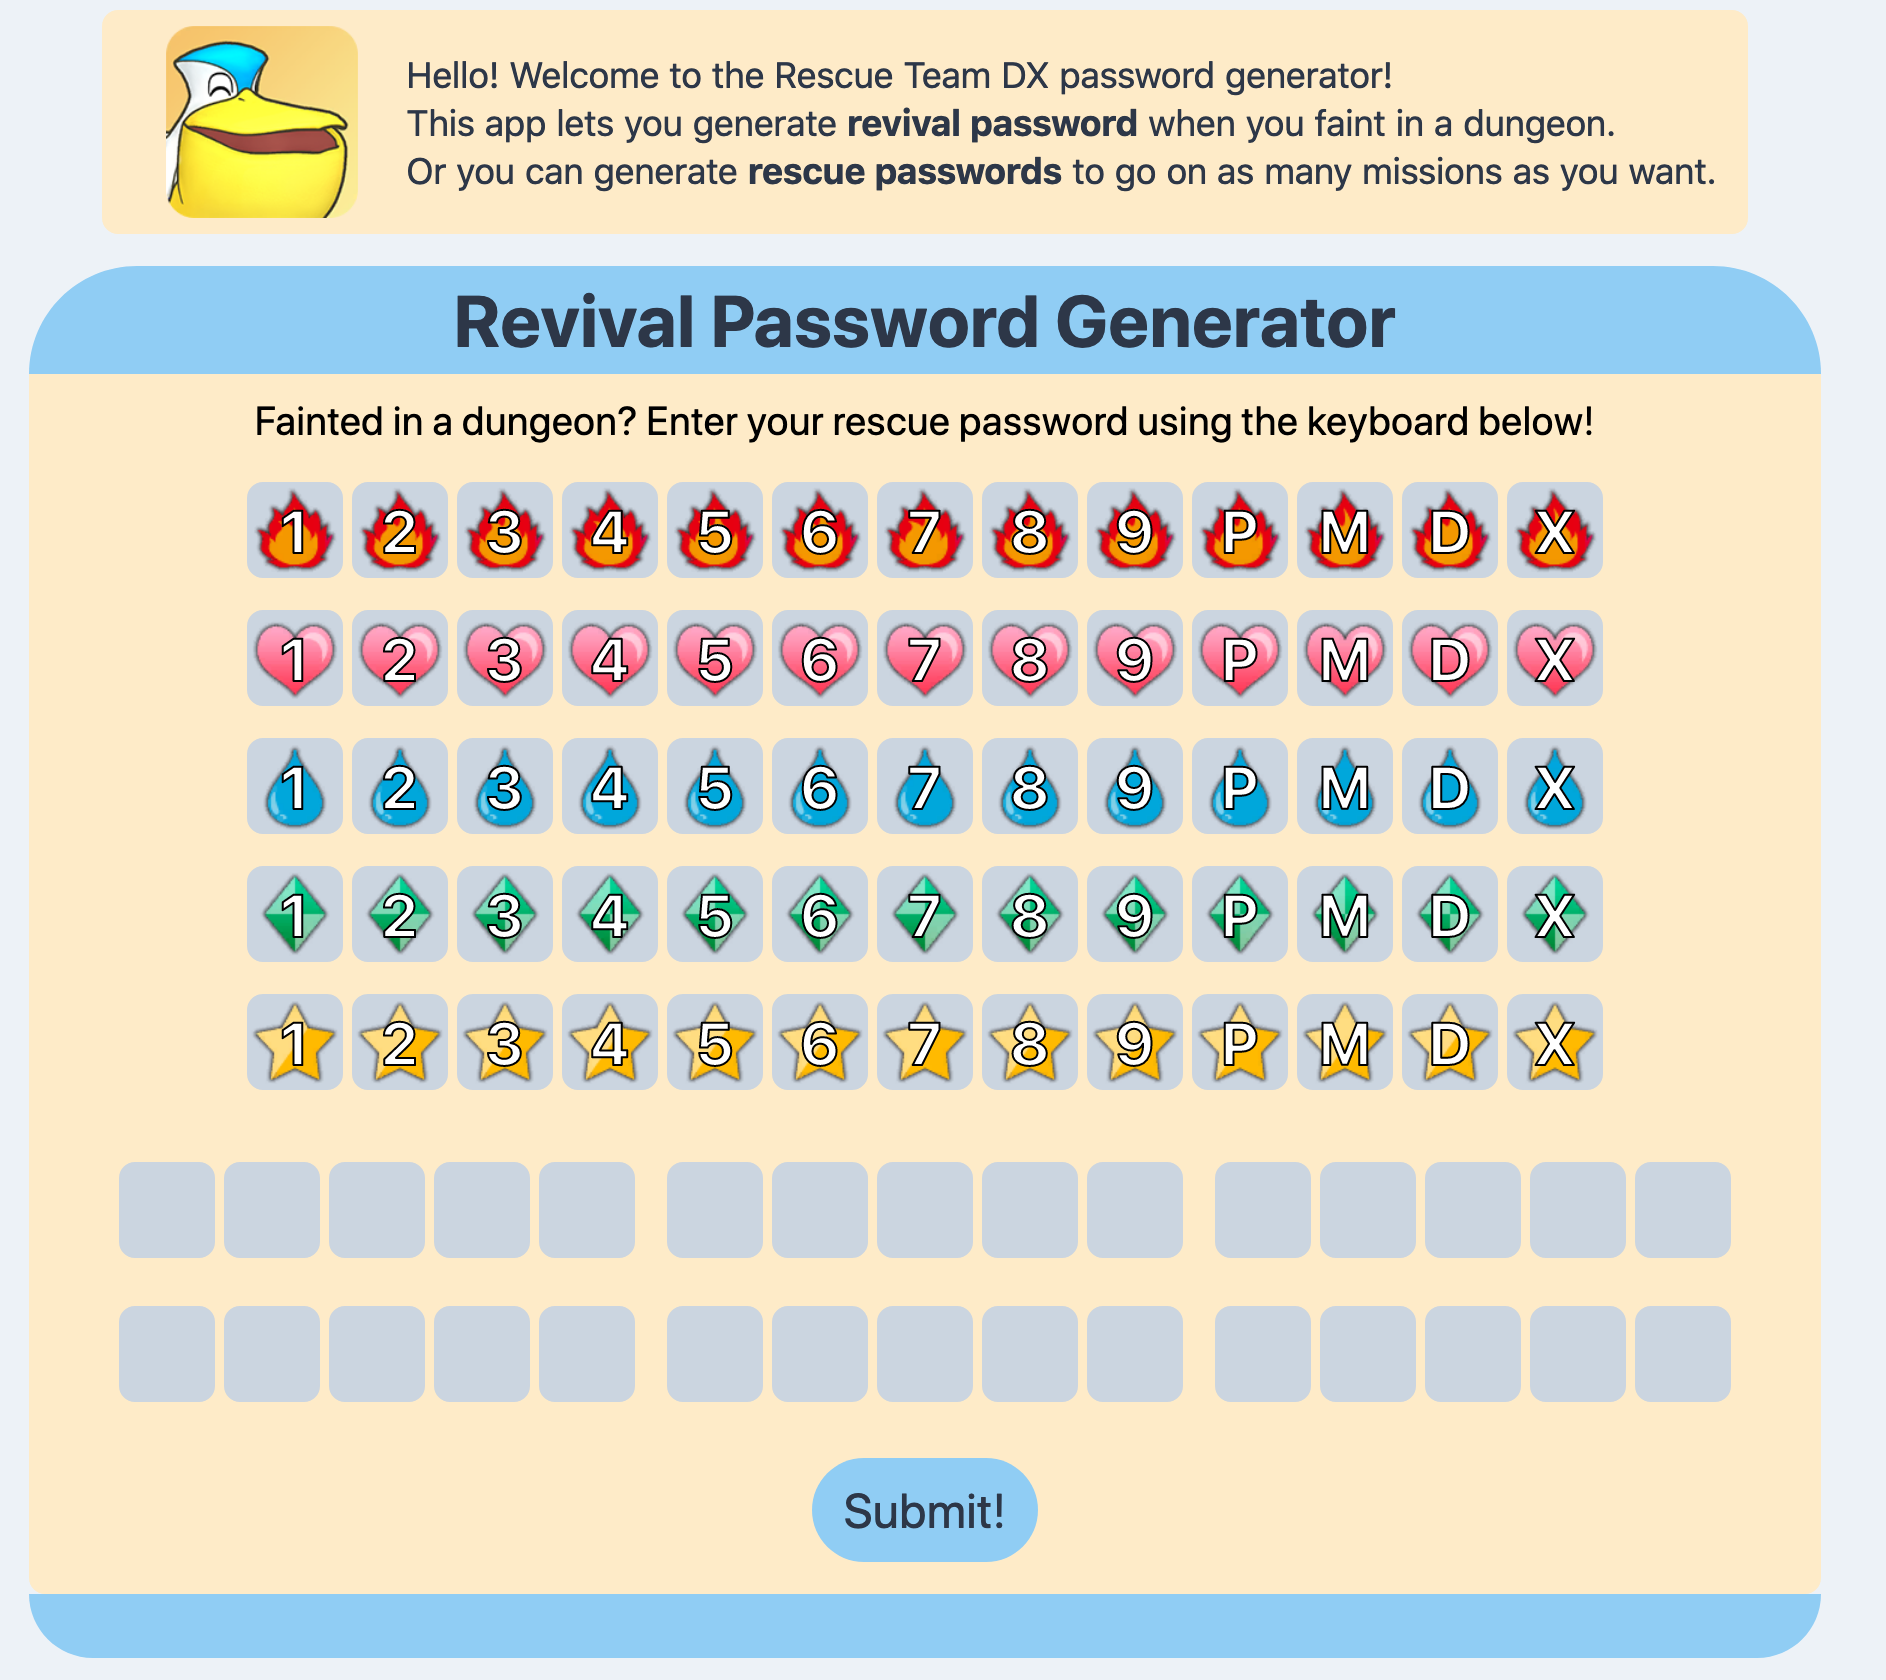 Hello! Welcome to the Rescue Team DX password generator!
This app lets you generate revival password when you faint in a dungeon.
Or you can generate rescue passwords to go on as many missions as you want.
Revival Password Generator
Fainted in a dungeon? Enter your rescue password using the keyboard below!
1 2 3 4 5 6 7 8 9 P M D X
1 2 3 4 5 6 7 8 9 P M D X
1 2 3 4 5 6 7 8 9 P M D X
1 2 3 4 5 6 7 8 9 P M D X
1 2 3 4 5 6 7 8 9 P M D X
Submit!